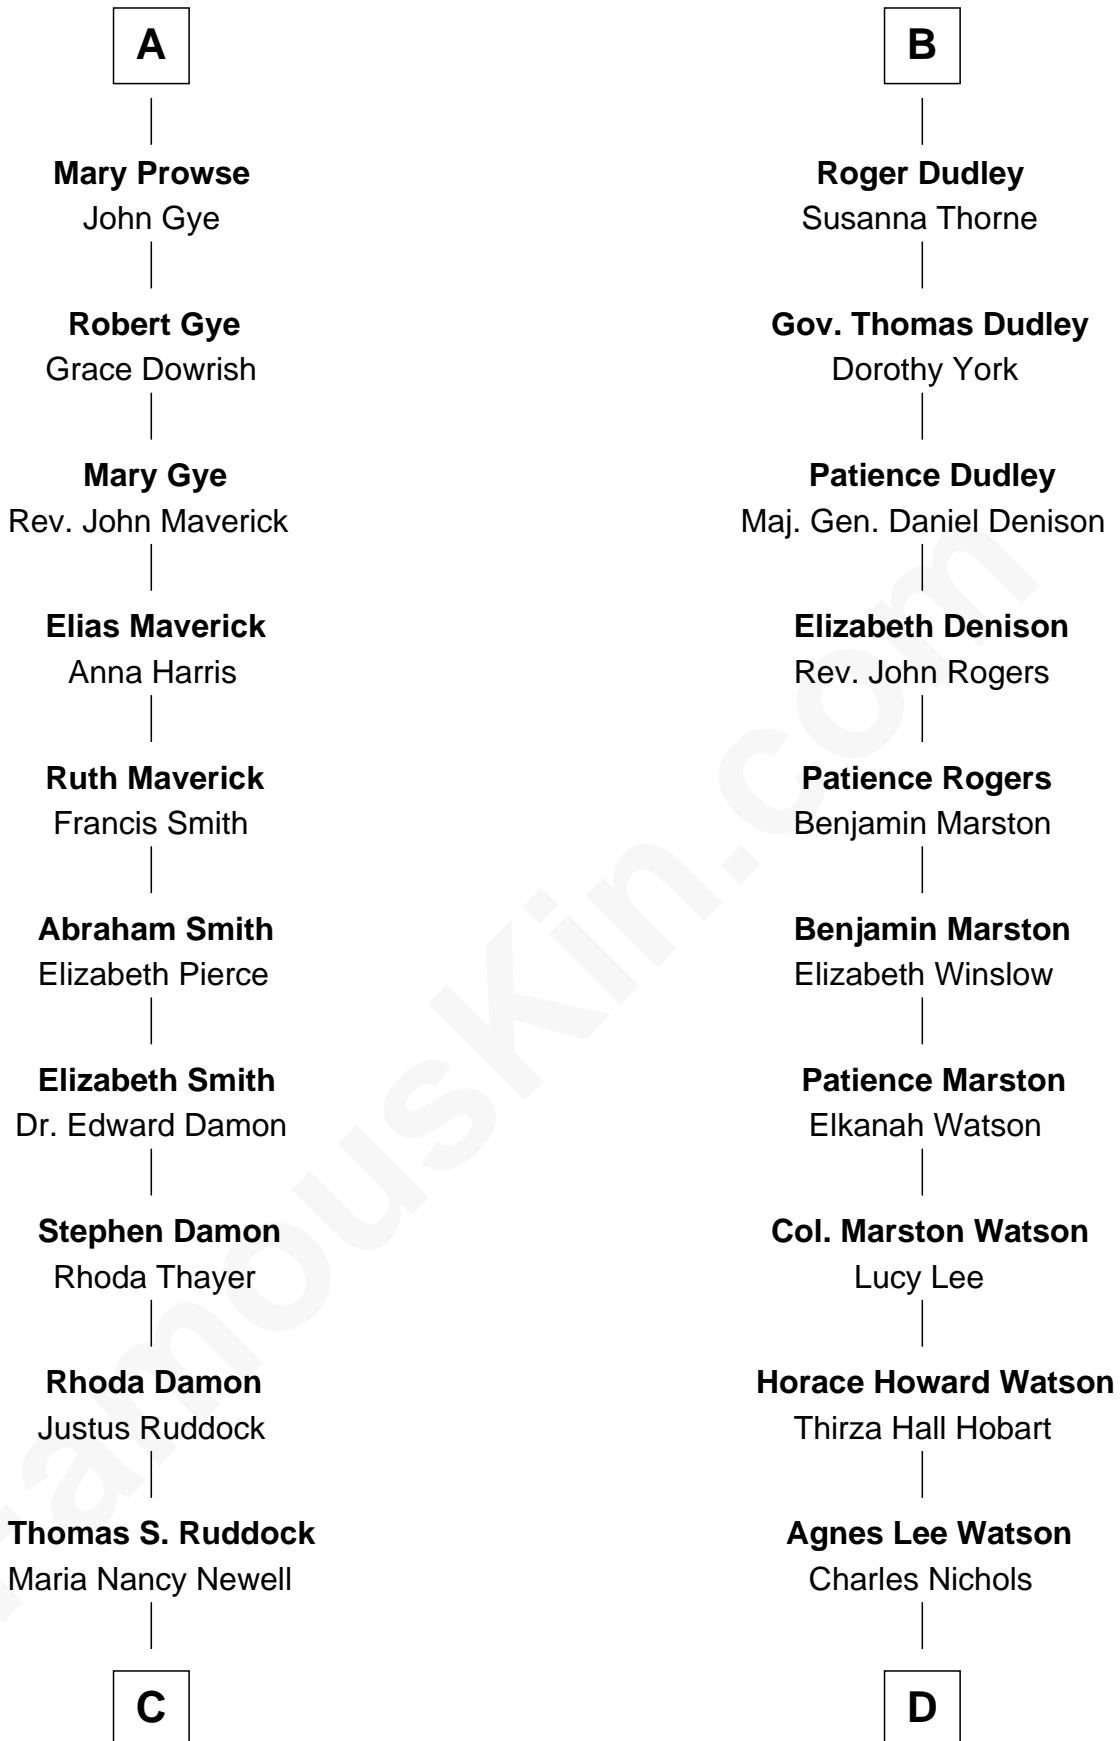 A
Mary Prowse
John Gye
Robert Gye
Grace Dowrish
Mary Gye
Rev. John Maverick
Elias Maverick
Anna Harris
Ruth Maverick
Francis Smith
Abraham Smith
Elizabeth Pierce
Elizabeth Smith
Dr. Edward Damon
Stephen Damon
Rhoda Thayer
Rhoda Damon
Justus Ruddock
Thomas S. Ruddock
Maria Nancy Newell
C
B
Roger Dudley
Susanna Thorne
Gov. Thomas Dudley
Dorothy York
Patience Dudley
Maj. Gen. Daniel Denison
Elizabeth Denison
Rev. John Rogers
Patience Rogers
Benjamin Marston
Benjamin Marston
Elizabeth Winslow
Patience Marston
Elkanah Watson
Col. Marston Watson
Lucy Lee
Horace Howard Watson
Thirza Hall Hobart
Agnes Lee Watson
Charles Nichols
D
FamousKin.com